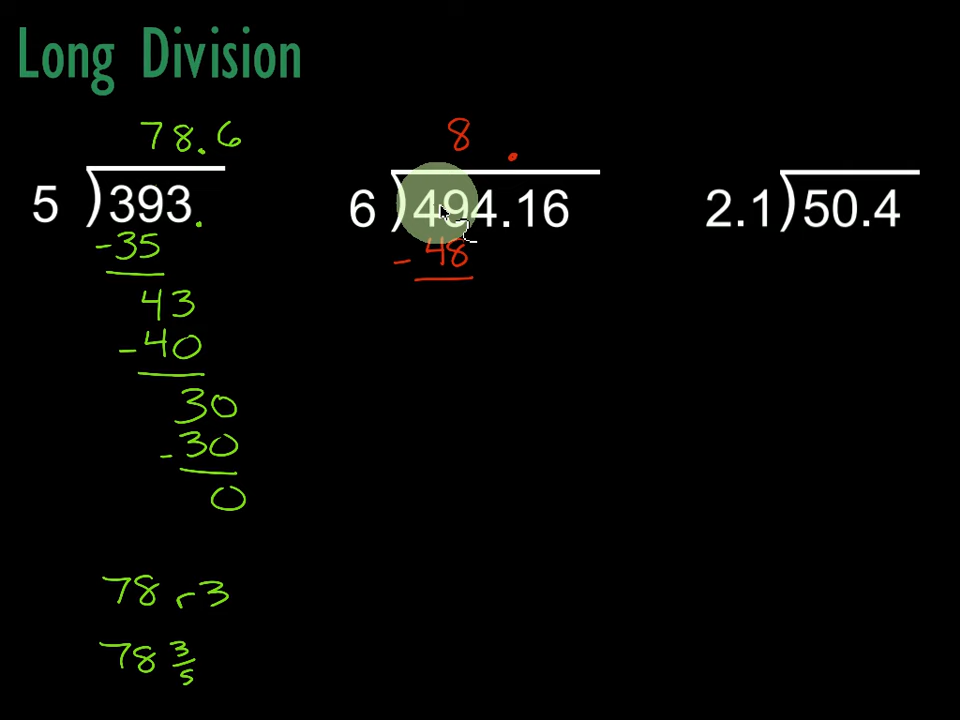 Long Division
78.6
5 ) 393.
-35
43
-40
30
-30
0
78 r3
78 3/5
8 .
6 ) 494.16
- 48
2.1 ) 50.4